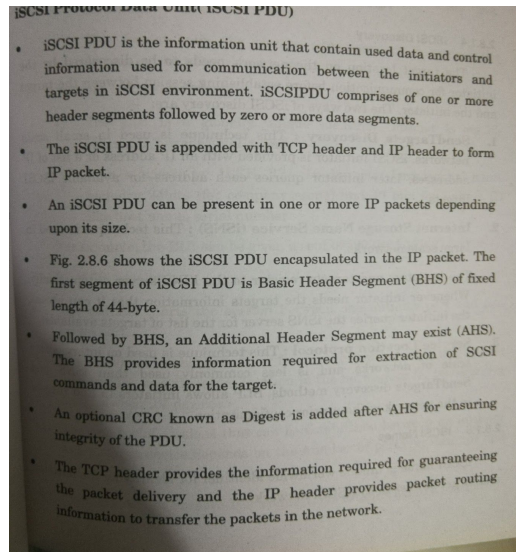 iSCSI Protocol Data Unit( iSCSI PDU)
• iSCSI PDU is the information unit that contain used data and control
information used for communication between the initiators and
targets in iSCSI environment. iSCSIPDU comprises of one or more
header segments followed by zero or more data segments.
• The iSCSI PDU is appended with TCP header and IP header to form
IP packet.
• An iSCSI PDU can be present in one or more IP packets depending
upon its size.
• Fig. 2.8.6 shows the iSCSI PDU encapsulated in the IP packet. The
first segment of iSCSI PDU is Basic Header Segment (BHS) of fixed
length of 44-byte.
• Followed by BHS, an Additional Header Segment may exist (AHS).
The BHS provides information required for extraction of SCSI
commands and data for the target.
• An optional CRC known as Digest is added after AHS for ensuring
integrity of the PDU.
• The TCP header provides the information required for guaranteeing
the packet delivery and the IP header provides packet routing
information to transfer the packets in the network.